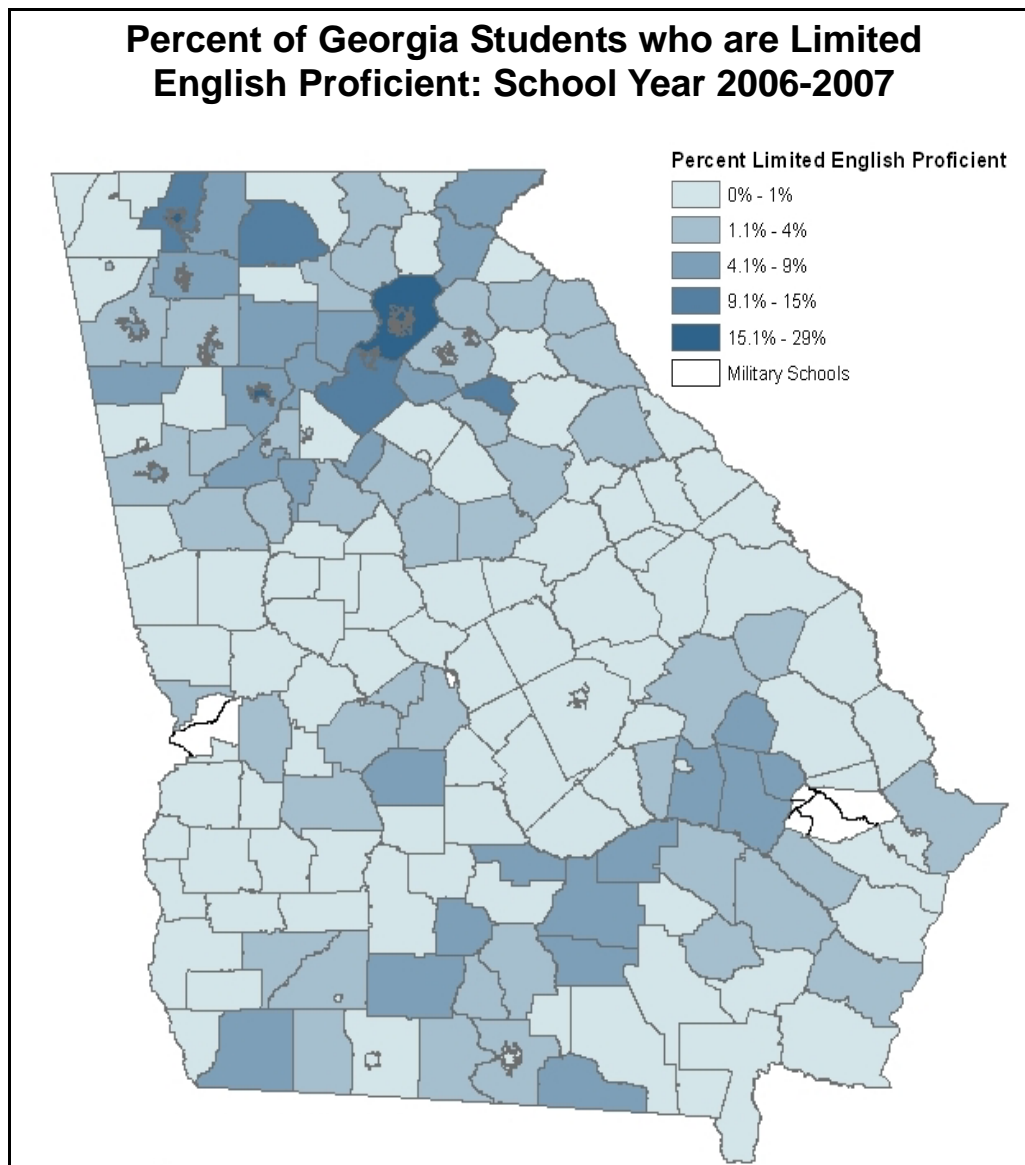 Percent of Georgia Students who are Limited
English Proficient: School Year 2006-2007
Percent Limited English Proficient
0% - 1%
1.1% - 4%
4.1% - 9%
9.1% - 15%
15.1% - 29%
Military Schools